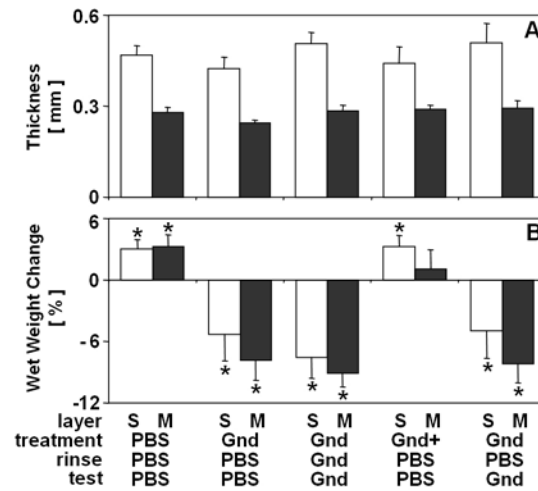 A
0.6
0.3
0
Thickness
[ mm ]
B
6
0
-6
-12
Wet Weight Change
[ % ]
* * * * * * * * *
layer S M S M S M S M S M
treatment PBS Gnd Gnd Gnd+ Gnd
rinse PBS PBS Gnd PBS PBS
test PBS PBS Gnd PBS Gnd